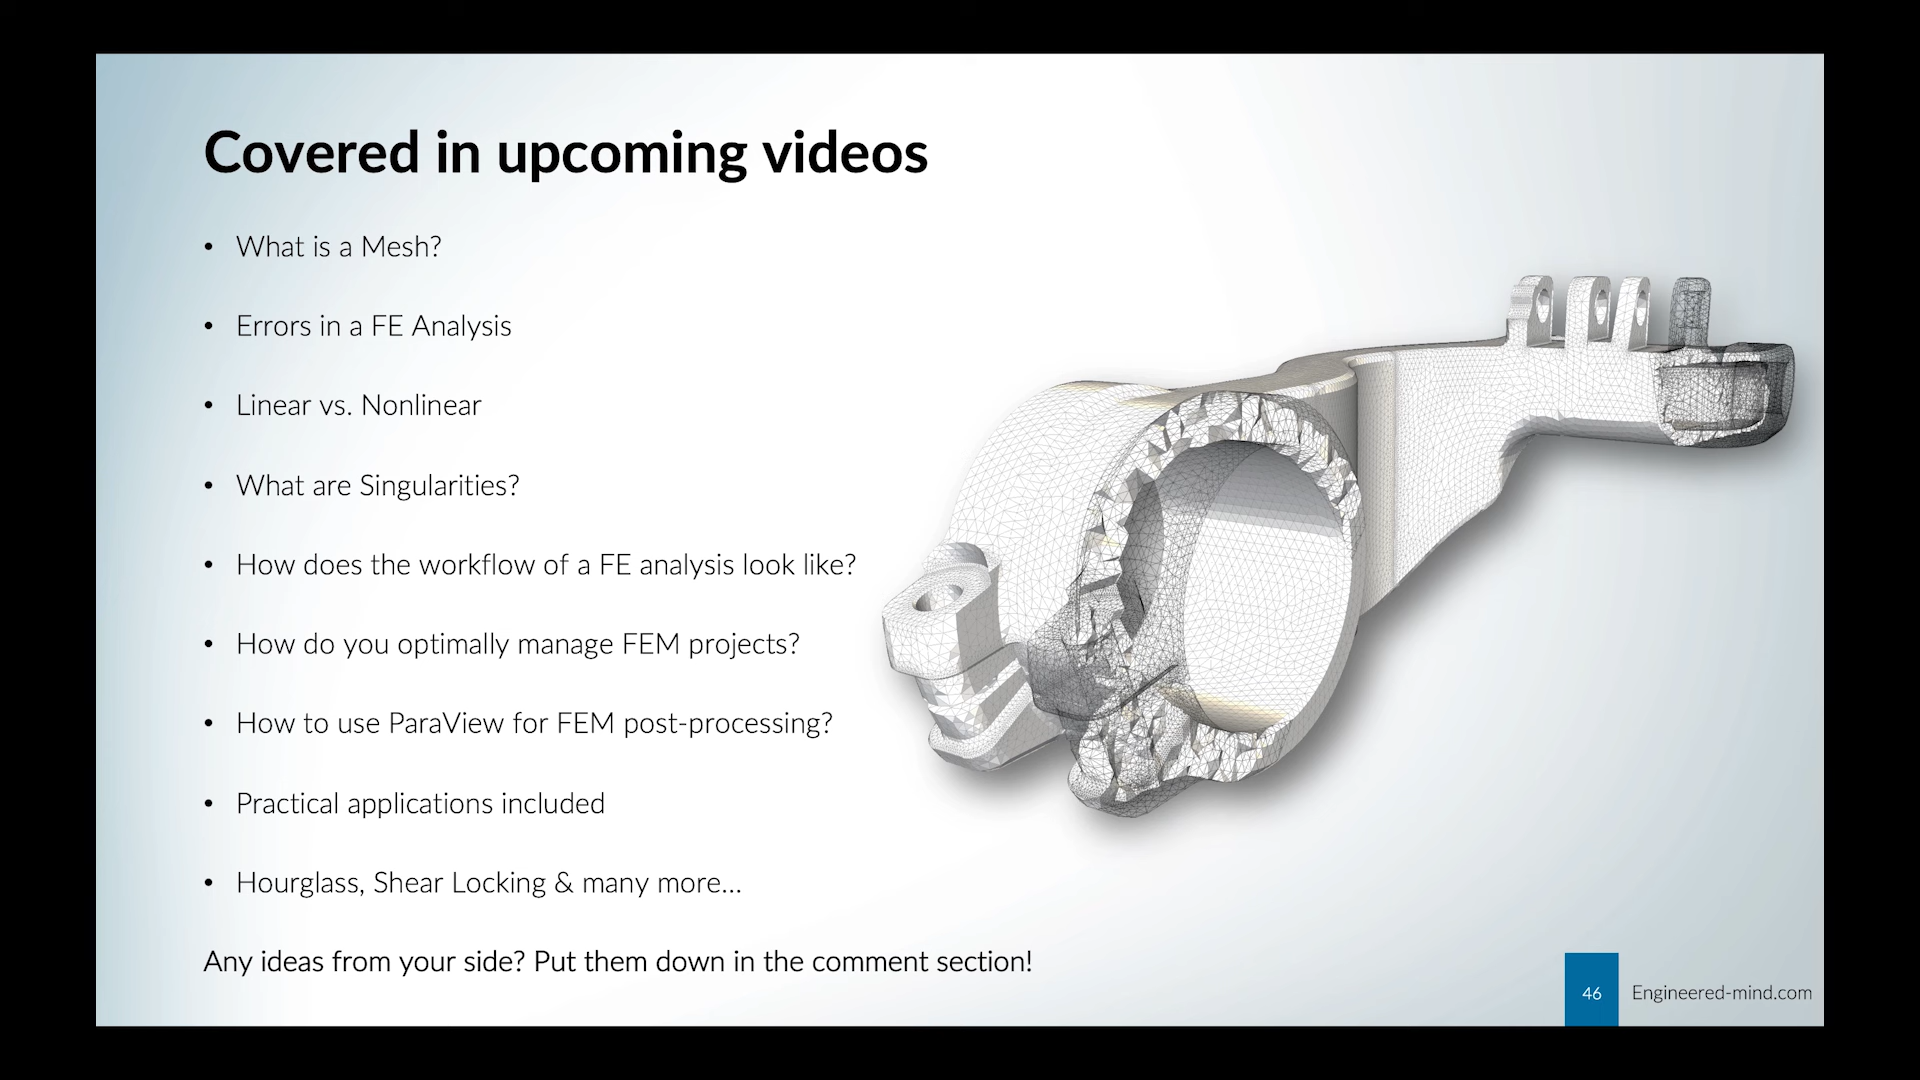 Covered in upcoming videos
• What is a Mesh?
• Errors in a FE Analysis
• Linear vs. Nonlinear
• What are Singularities?
• How does the workflow of a FE analysis look like?
• How do you optimally manage FEM projects?
• How to use ParaView for FEM post-processing?
• Practical applications included
• Hourglass, Shear Locking & many more...
Any ideas from your side? Put them down in the comment section!
46 Engineered-mind.com